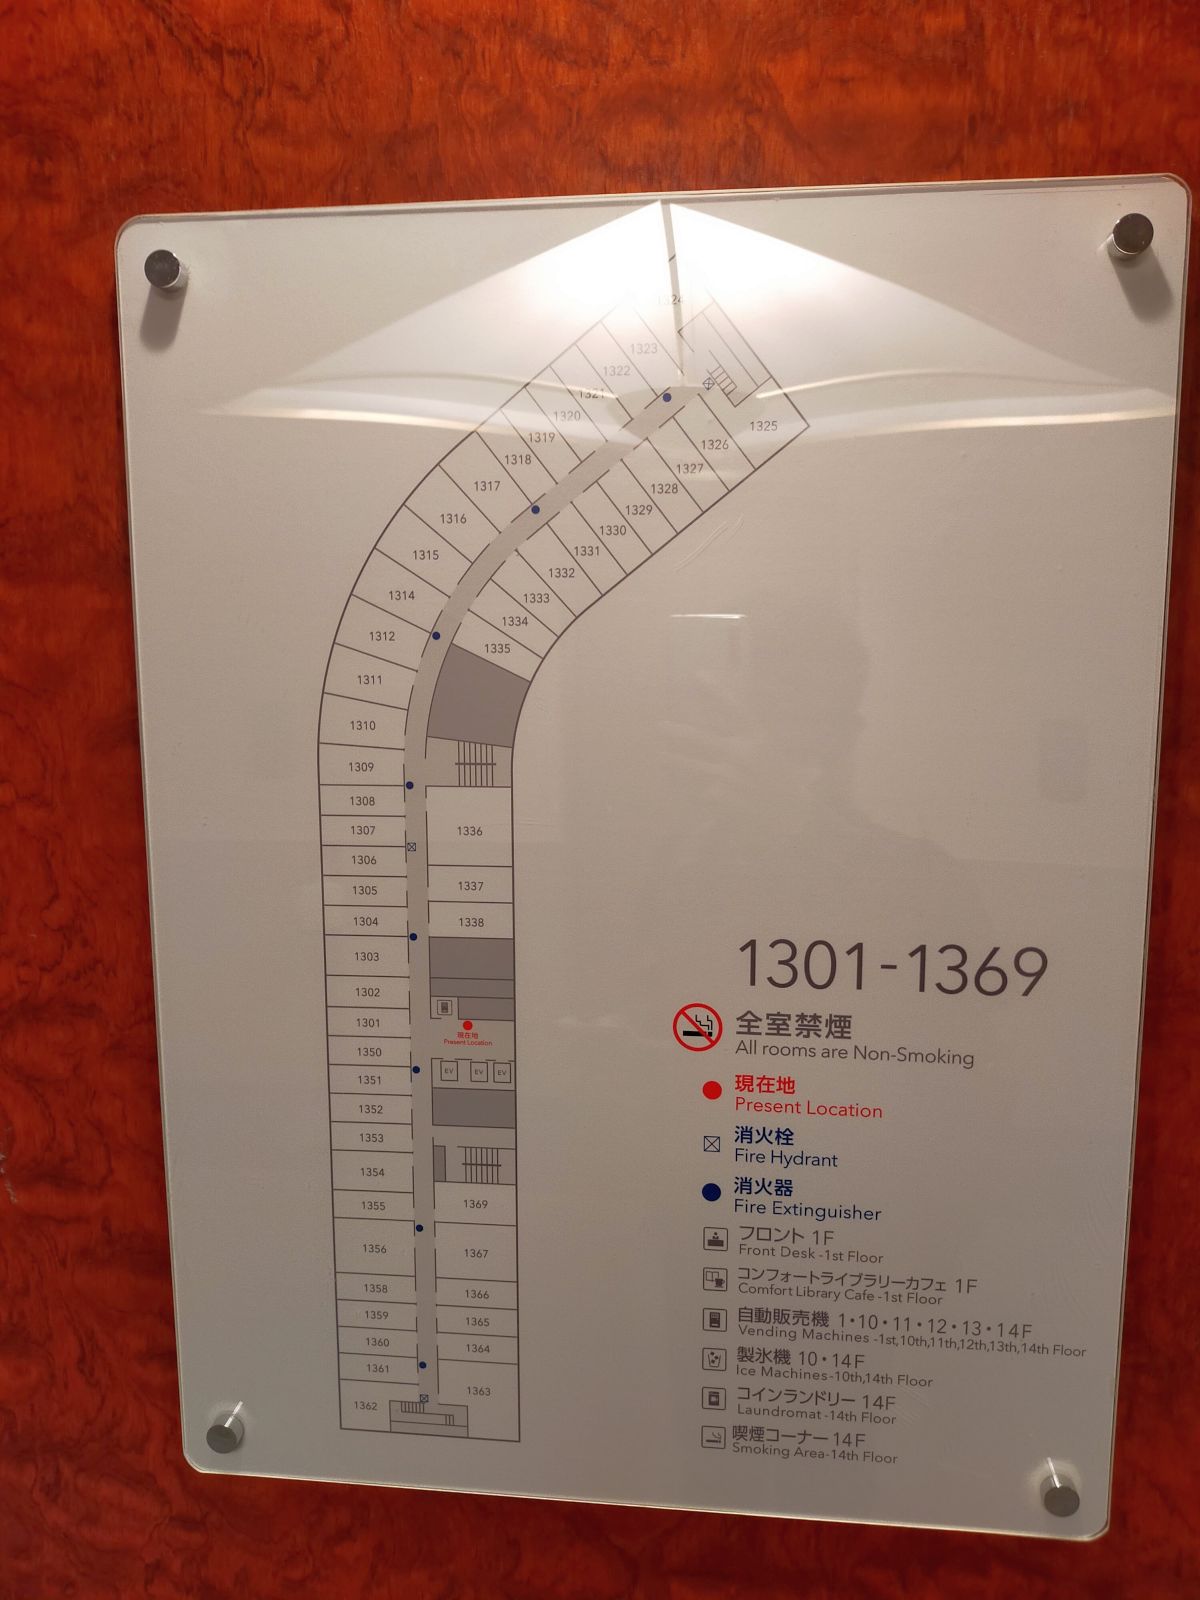 1324
1323
1322
1321
1320
1319
1318
1317
1316
1315
1314
1312
1311
1310
1309
1308
1307
1306
1305
1304
1303
1302
1301
1350
1351
1352
1353
1354
1355
1356
1358
1359
1360
1361
1362
1325
1326
1327
1328
1329
1330
1331
1332
1333
1334
1335
1336
1337
1338
現在地
Present Location
EV EV EV
1369
1367
1366
1365
1364
1363
1301-1369
全室禁煙
All rooms are Non-Smoking
現在地
Present Location
消火栓
Fire Hydrant
消火器
Fire Extinguisher
フロント 1F
Front Desk -1st Floor
コンフォートライブラリーカフェ 1F
Comfort Library Cafe -1st Floor
自動販売機 1・10・11・12・13・14F
Vending Machines -1st,10th,11th,12th,13th,14th Floor
製氷機 10・14F
Ice Machines-10th,14th Floor
コインランドリー 14F
Laundromat -14th Floor
喫煙コーナー 14F
Smoking Area-14th Floor